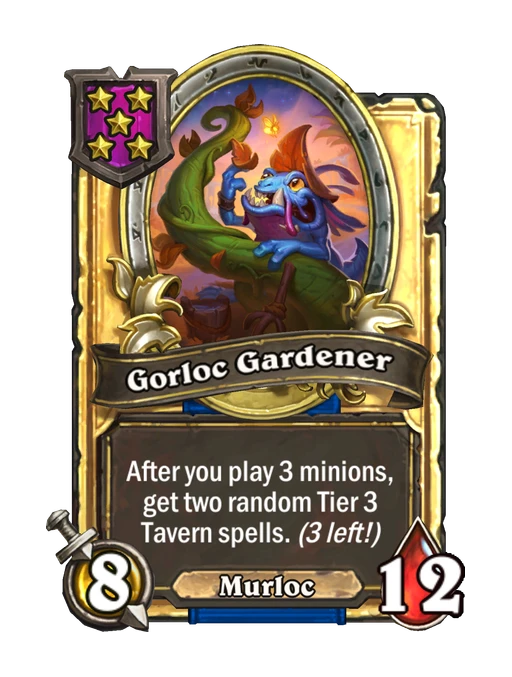 Gorloc Gardener
After you play 3 minions,
get two random Tier 3
Tavern spells. (3 left!)
8
Murloc
12